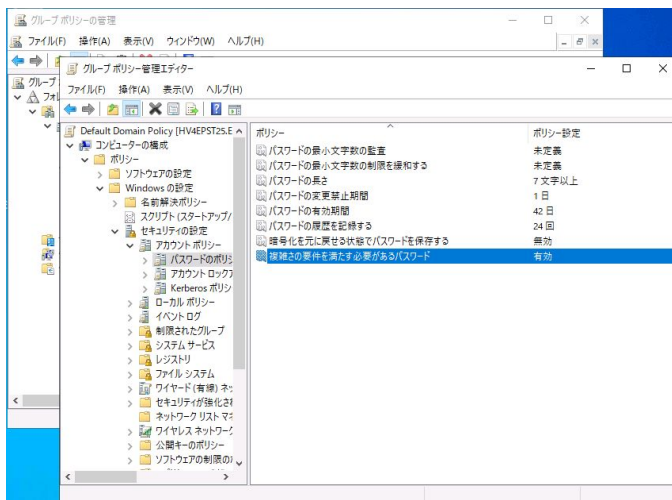 グループ ポリシーの管理
ファイル(F) 操作(A) 表示(V) ウィンドウ(W) ヘルプ(H)
グループ
フォ
グループ ポリシー管理エディター
ファイル(F) 操作(A) 表示(V) ヘルプ(H)
Default Domain Policy [HV4EPST25.E
コンピューターの構成
ポリシー
ソフトウェアの設定
Windows の設定
名前解決ポリシー
スクリプト (スタートアップ/
セキュリティの設定
アカウント ポリシー
パスワードのポリシ
アカウント ロックア
Kerberos ポリシ
ローカル ポリシー
イベント ログ
制限されたグループ
システム サービス
レジストリ
ファイル システム
ワイヤード (有線) ネッ
セキュリティが強化され
ネットワーク リスト マネ
ワイヤレス ネットワーク
公開キーのポリシー
ソフトウェアの制限の
ポリシー ポリシー設定
パスワードの最小文字数の監査 未定義
パスワードの最小文字数の制限を緩和する 未定義
パスワードの長さ 7 文字以上
パスワードの変更禁止期間 1 日
パスワードの有効期間 42 日
パスワードの履歴を記録する 24 回
暗号化を元に戻せる状態でパスワードを保存する 無効
複雑さの要件を満たす必要があるパスワード 有効